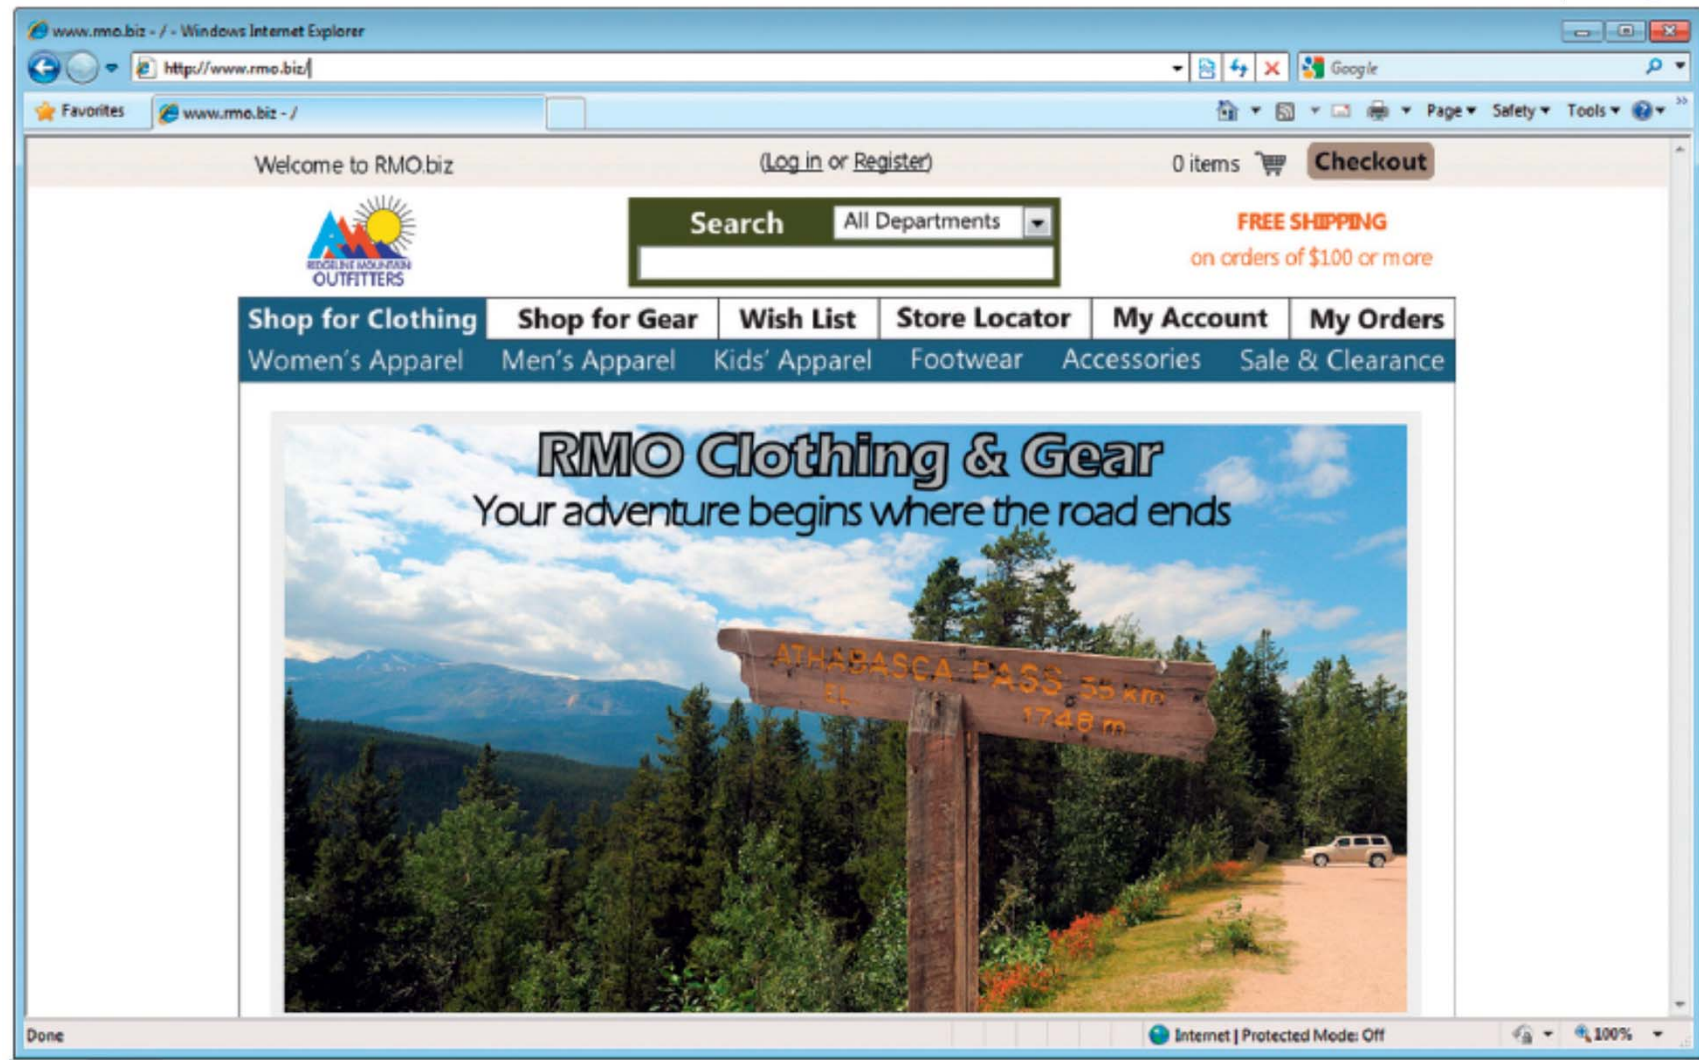 www.rmo.biz - / - Windows Internet Explorer
http://www.rmo.biz/
Google
Favorites
www.rmo.biz - /
Page
Safety
Tools
Welcome to RMO.biz
(Log in or Register)
0 items
Checkout
RIDGELINE MOUNTAIN
OUTFITTERS
Search
All Departments
FREE SHIPPING
on orders of $100 or more
Shop for Clothing
Shop for Gear
Wish List
Store Locator
My Account
My Orders
Women's Apparel
Men's Apparel
Kids' Apparel
Footwear
Accessories
Sale & Clearance
RMO Clothing & Gear
Your adventure begins where the road ends
ATHABASCA PASS 55 km
EL. 1748 m
Done
Internet | Protected Mode: Off
100%